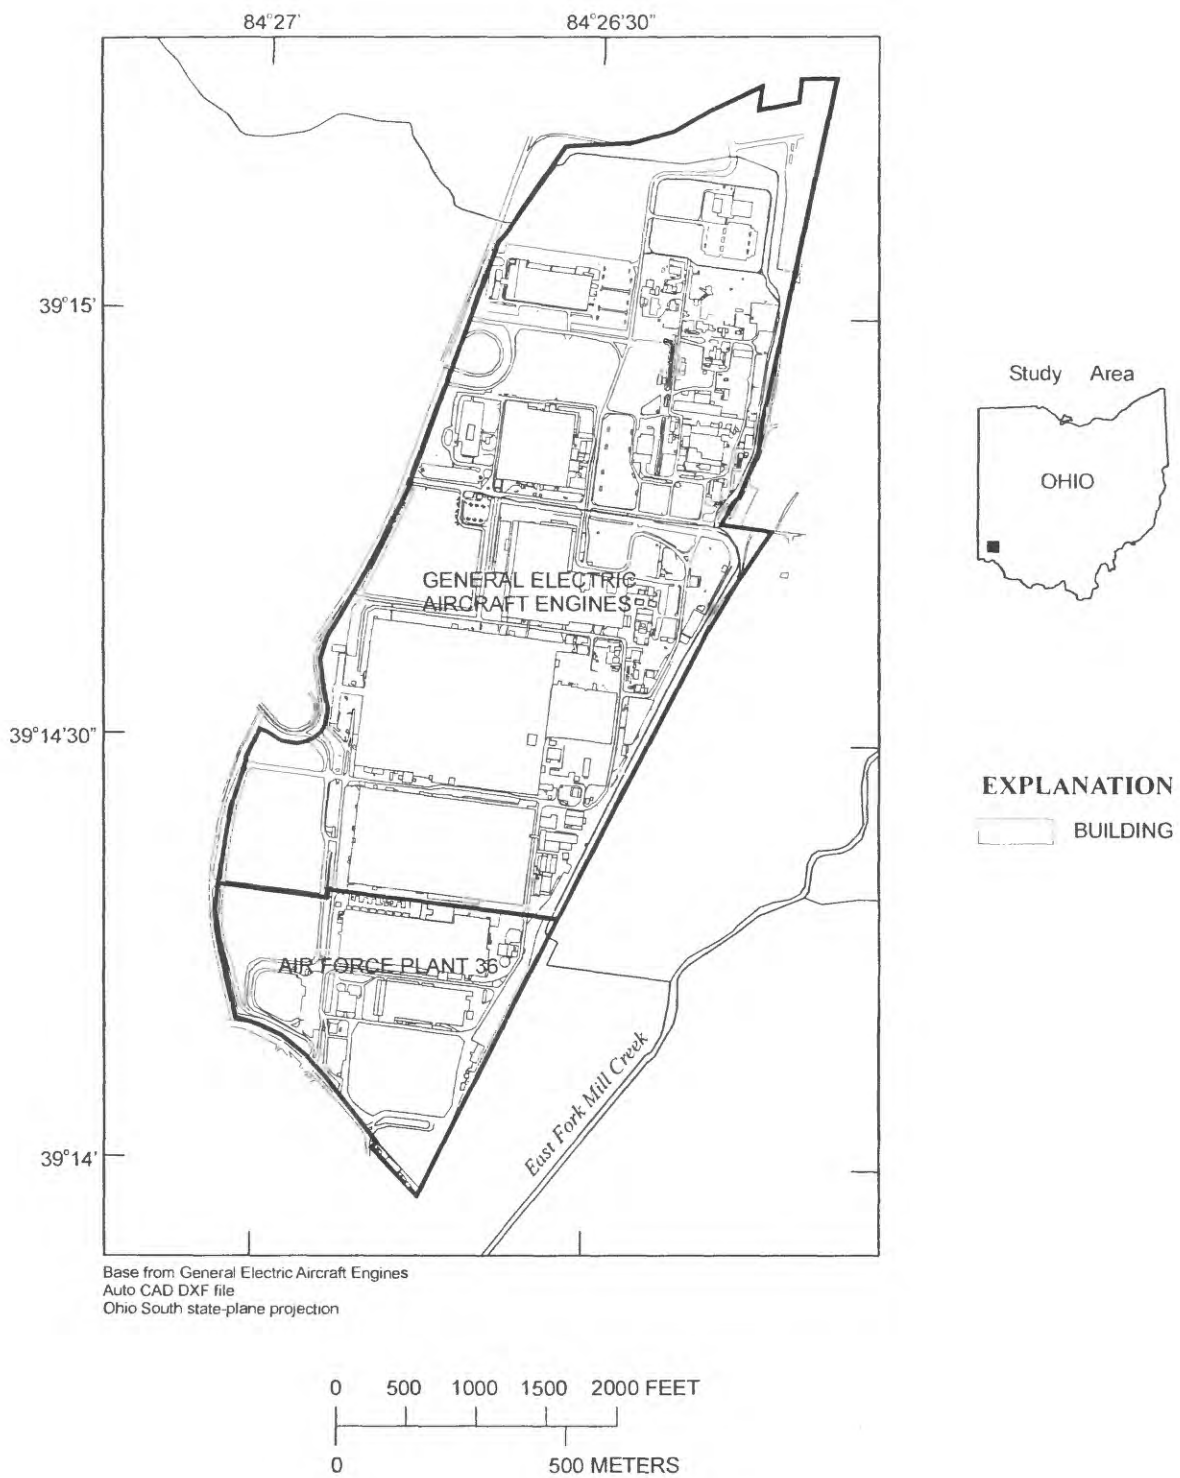 84°27'
84°26'30"
39°15'
Study Area
OHIO
GENERAL ELECTRIC
AIRCRAFT ENGINES
39°14'30"
EXPLANATION
BUILDING
AIR FORCE PLANT 36
East Fork Mill Creek
39°14'
Base from General Electric Aircraft Engines
Auto CAD DXF file
Ohio South state-plane projection
0 500 1000 1500 2000 FEET
0 500 METERS